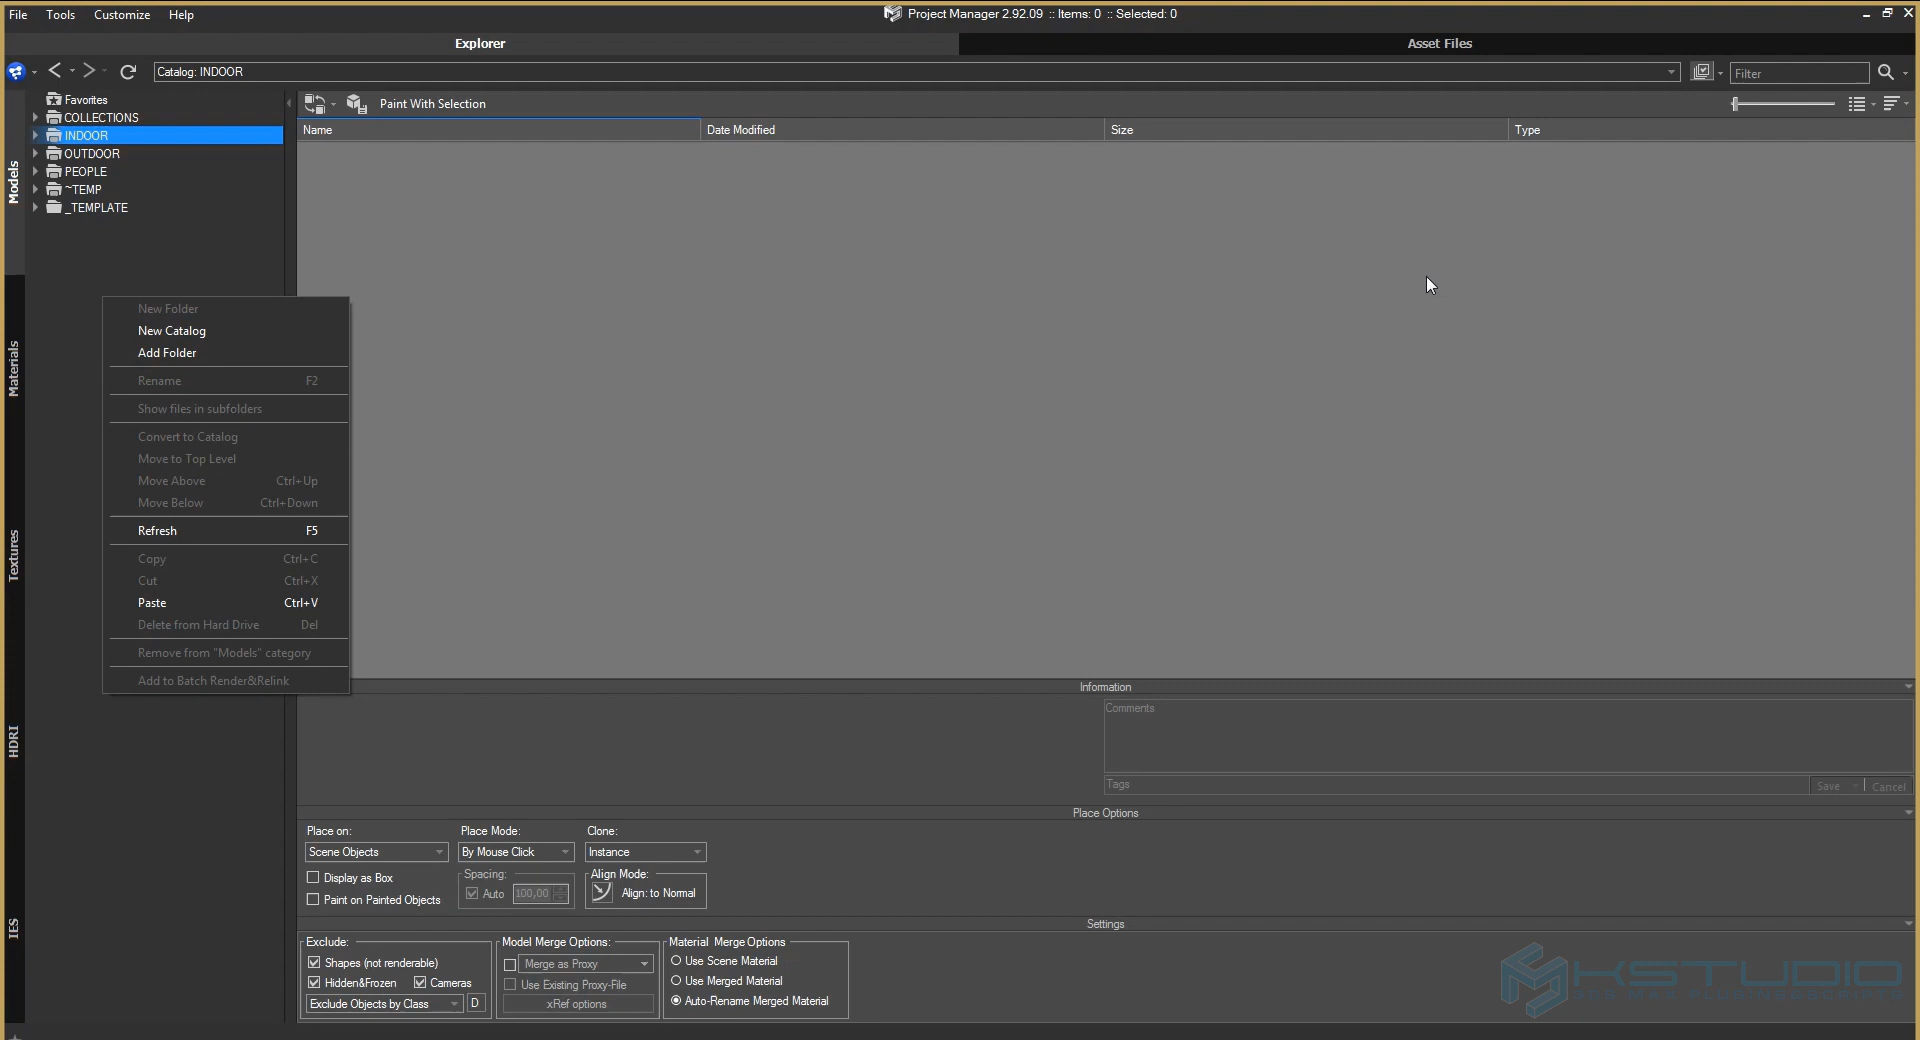 File Tools Customize Help
Project Manager 2.92.09 :: Items: 0 :: Selected: 0
Explorer
Asset Files
Catalog: INDOOR
Filter
Favorites
COLLECTIONS
INDOOR
OUTDOOR
PEOPLE
~TEMP
_TEMPLATE
Models
Materials
Textures
HDRI
IES
Paint With Selection
Name Date Modified Size Type
New Folder
New Catalog
Add Folder
Rename F2
Show files in subfolders
Convert to Catalog
Move to Top Level
Move Above Ctrl+Up
Move Below Ctrl+Down
Refresh F5
Copy Ctrl+C
Cut Ctrl+X
Paste Ctrl+V
Delete from Hard Drive Del
Remove from "Models" category
Add to Batch Render&Relink
Information
Comments
Tags
Save Cancel
Place Options
Place on: Place Mode: Clone:
Scene Objects By Mouse Click Instance
Display as Box
Paint on Painted Objects
Spacing:
Auto 100,00
Align Mode:
Align: to Normal
Settings
Exclude:
Shapes (not renderable)
Hidden&Frozen Cameras
Exclude Objects by Class D
Model Merge Options:
Merge as Proxy
Use Existing Proxy-File
xRef options
Material Merge Options
Use Scene Material
Use Merged Material
Auto-Rename Merged Material
KSTUDIO
3DS MAX PLUGINS&SCRIPTS